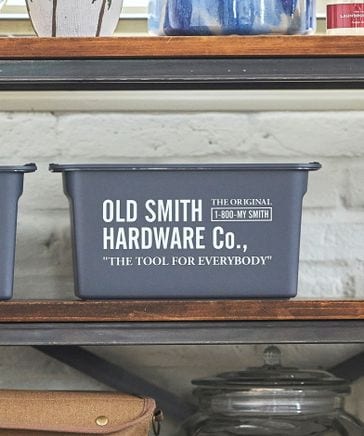 OLD SMITH THE ORIGINAL
1-800-MY SMITH
HARDWARE Co.,
"THE TOOL FOR EVERYBODY"